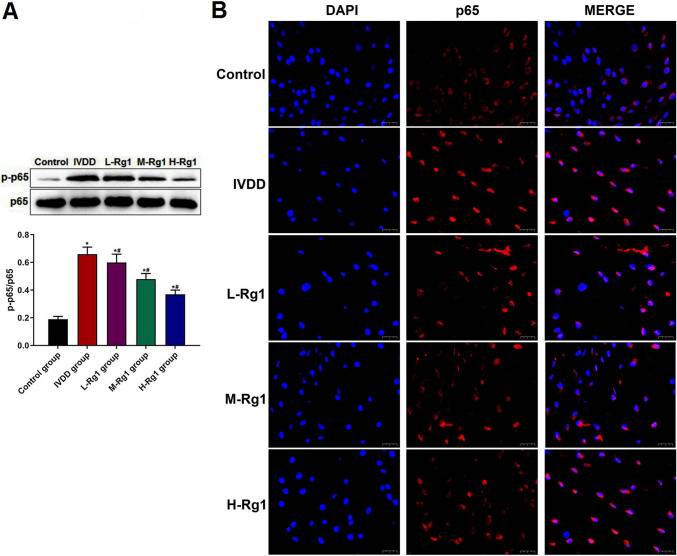 A
Control IVDD L-Rg1 M-Rg1 H-Rg1
p-p65
p65
p-p65/p65
0.8
0.6
0.4
0.2
0.0
*
*#
*#
*#
Control group
IVDD group
L-Rg1 group
M-Rg1 group
H-Rg1 group
B
DAPI p65 MERGE
Control
IVDD
L-Rg1
M-Rg1
H-Rg1